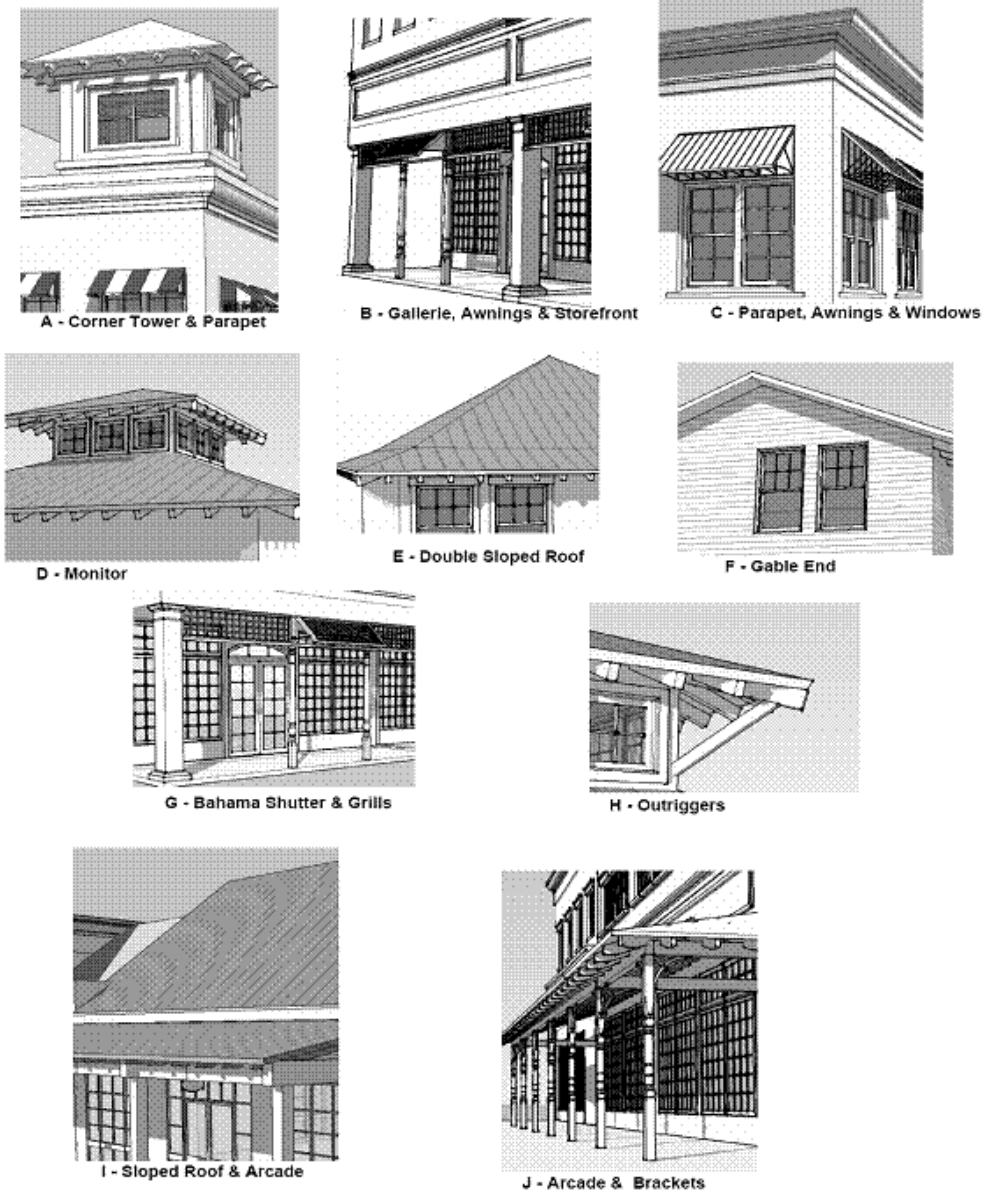 A - Corner Tower & Parapet
B - Gallerie, Awnings & Storefront
C - Parapet, Awnings & Windows
D - Monitor
E - Double Sloped Roof
F - Gable End
G - Bahama Shutter & Grills
H - Outriggers
I - Sloped Roof & Arcade
J - Arcade & Brackets